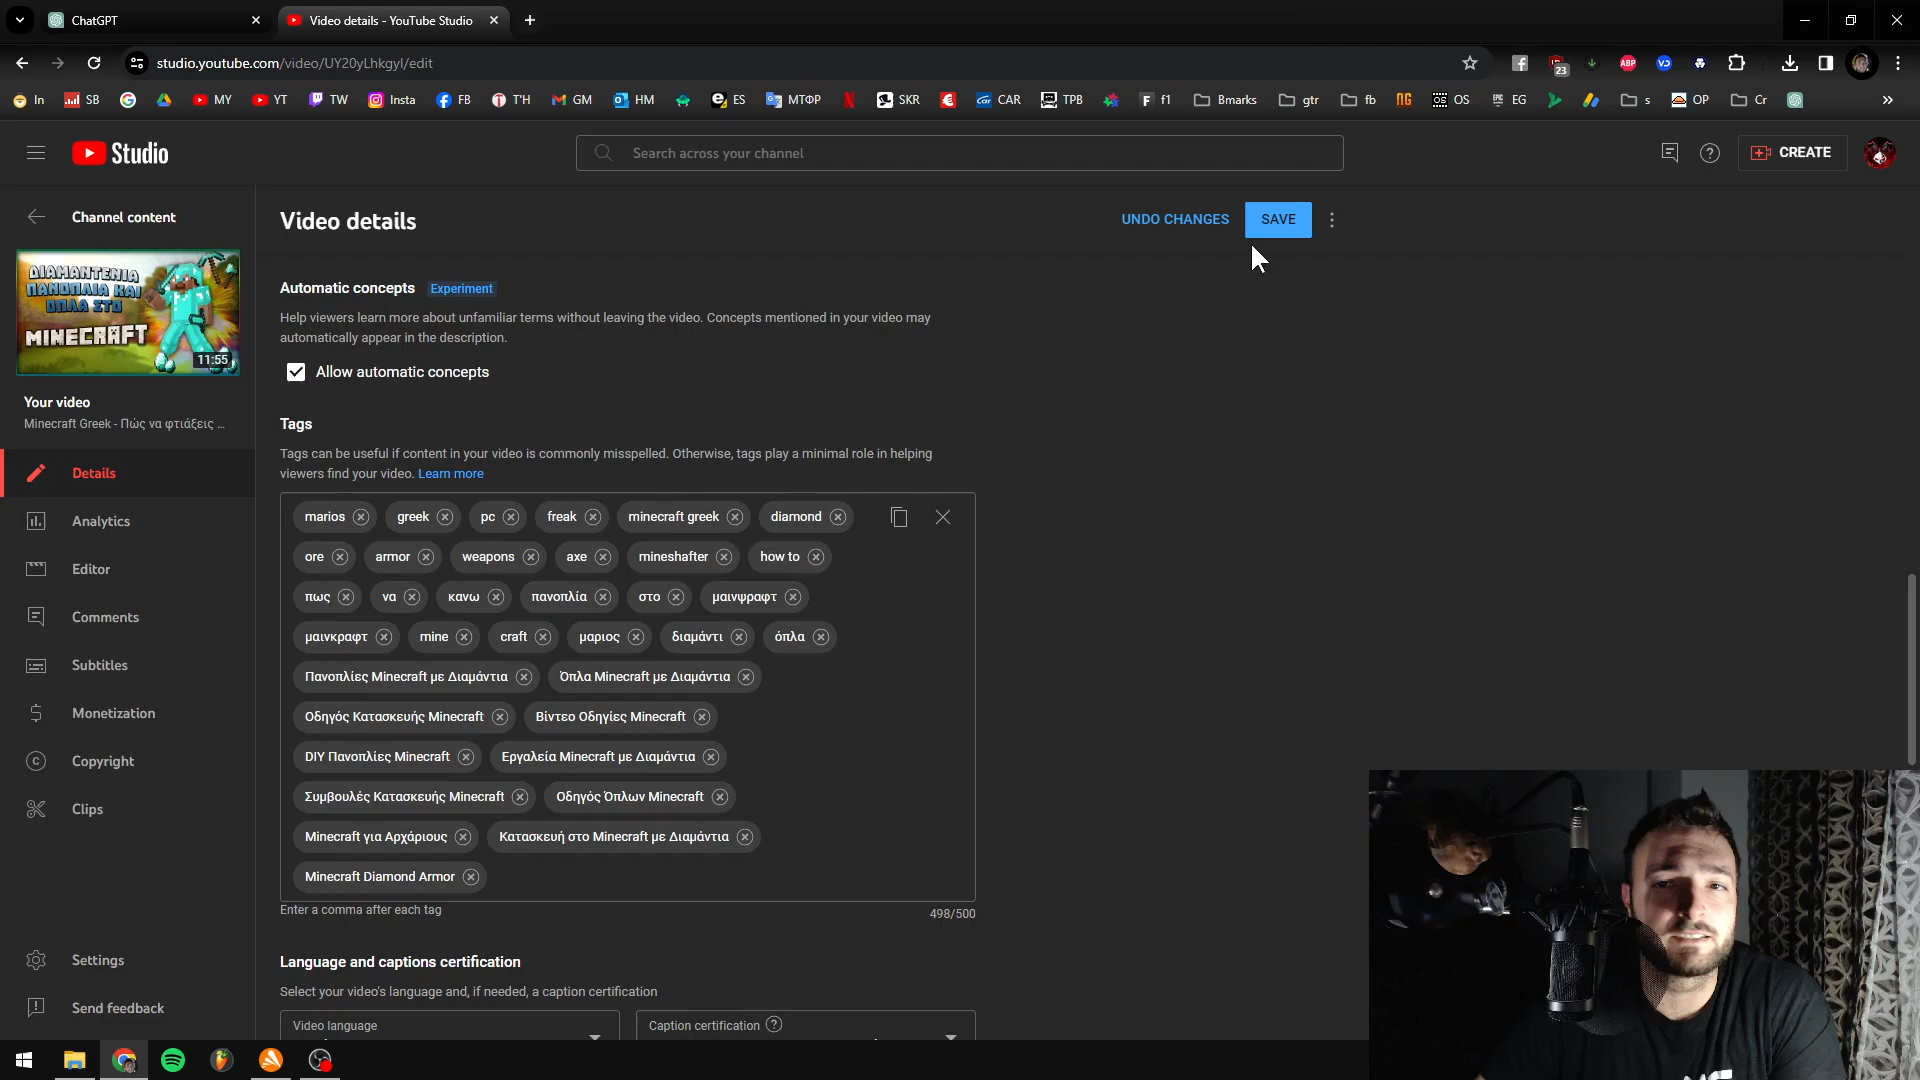 ChatGPT
Video details - YouTube Studio
studio.youtube.com/video/UY20yLhkgyI/edit
23
ABP
In SB MY YT TW Insta FB T'H GM HM ES ΜΤΦΡ SKR CAR TPB f1 Bmarks gtr fb OS EG s OP Cr
Studio
Search across your channel
CREATE
Channel content
Video details
UNDO CHANGES
SAVE
ΔΙΑΜΑΝΤΕΝΙΑ
ΠΑΝΟΠΛΙΑ ΚΑΙ
ΟΠΛΑ ΣΤΟ
MINECRAFT
11:55
Your video
Minecraft Greek - Πώς να φτιάξεις ...
Details
Analytics
Editor
Comments
Subtitles
Monetization
Copyright
Clips
Settings
Send feedback
Automatic concepts Experiment
Help viewers learn more about unfamiliar terms without leaving the video. Concepts mentioned in your video may
automatically appear in the description.
Allow automatic concepts
Tags
Tags can be useful if content in your video is commonly misspelled. Otherwise, tags play a minimal role in helping
viewers find your video. Learn more
marios greek pc freak minecraft greek diamond
ore armor weapons axe mineshafter how to
πως να κανω πανοπλία στο μαινψραφτ
μαινκραφτ mine craft μαριος διαμάντι όπλα
Πανοπλίες Minecraft με Διαμάντια Όπλα Minecraft με Διαμάντια
Οδηγός Κατασκευής Minecraft Βίντεο Οδηγίες Minecraft
DIY Πανοπλίες Minecraft Εργαλεία Minecraft με Διαμάντια
Συμβουλές Κατασκευής Minecraft Οδηγός Όπλων Minecraft
Minecraft για Αρχάριους Κατασκευή στο Minecraft με Διαμάντια
Minecraft Diamond Armor
Enter a comma after each tag
498/500
Language and captions certification
Select your video's language and, if needed, a caption certification
Video language
Caption certification